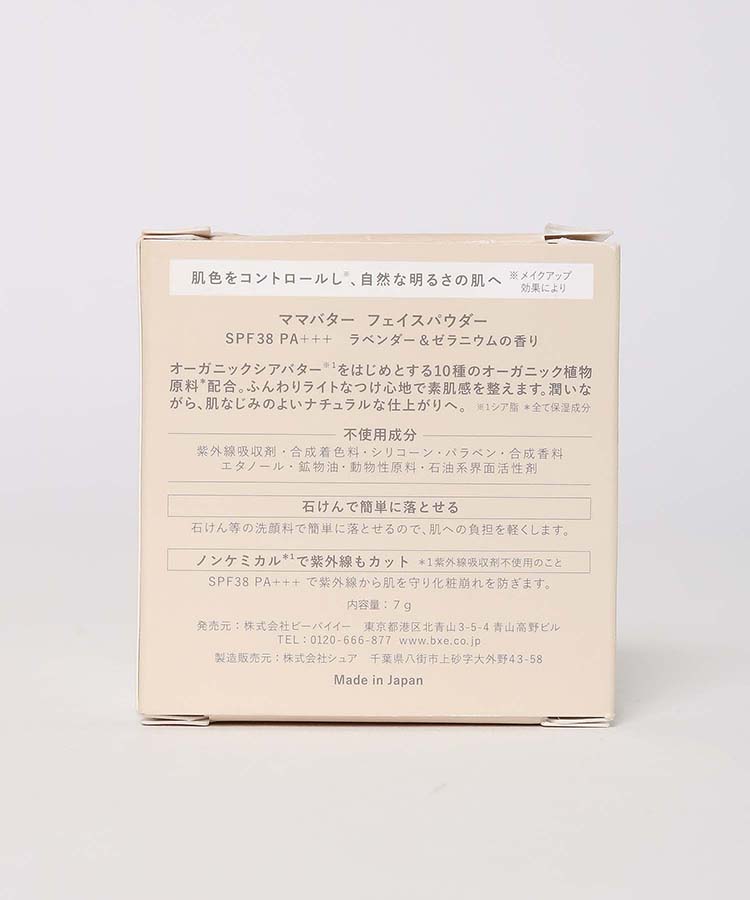 肌色をコントロールし※、自然な明るさの肌へ ※メイクアップ効果により
ママバター フェイスパウダー
SPF38 PA+++ ラベンダー&ゼラニウムの香り
オーガニックシアバター※1をはじめとする10種のオーガニック植物
原料*配合。ふんわりライトなつけ心地で素肌感を整えます。潤いな
がら、肌なじみのよいナチュラルな仕上がりへ。 ※1シア脂 *全て保湿成分
不使用成分
紫外線吸収剤・合成着色料・シリコーン・パラベン・合成香料
エタノール・鉱物油・動物性原料・石油系界面活性剤
石けんで簡単に落とせる
石けん等の洗顔料で簡単に落とせるので、肌への負担を軽くします。
ノンケミカル*1で紫外線もカット *1紫外線吸収剤不使用のこと
SPF38 PA+++ で紫外線から肌を守り化粧崩れを防ぎます。
内容量:7g
発売元:株式会社ビーバイイー 東京都港区北青山3-5-4青山高野ビル
TEL:0120-666-877 www.bxe.co.jp
製造販売元:株式会社シュア 千葉県八街市上砂字大外野43-58
Made in Japan